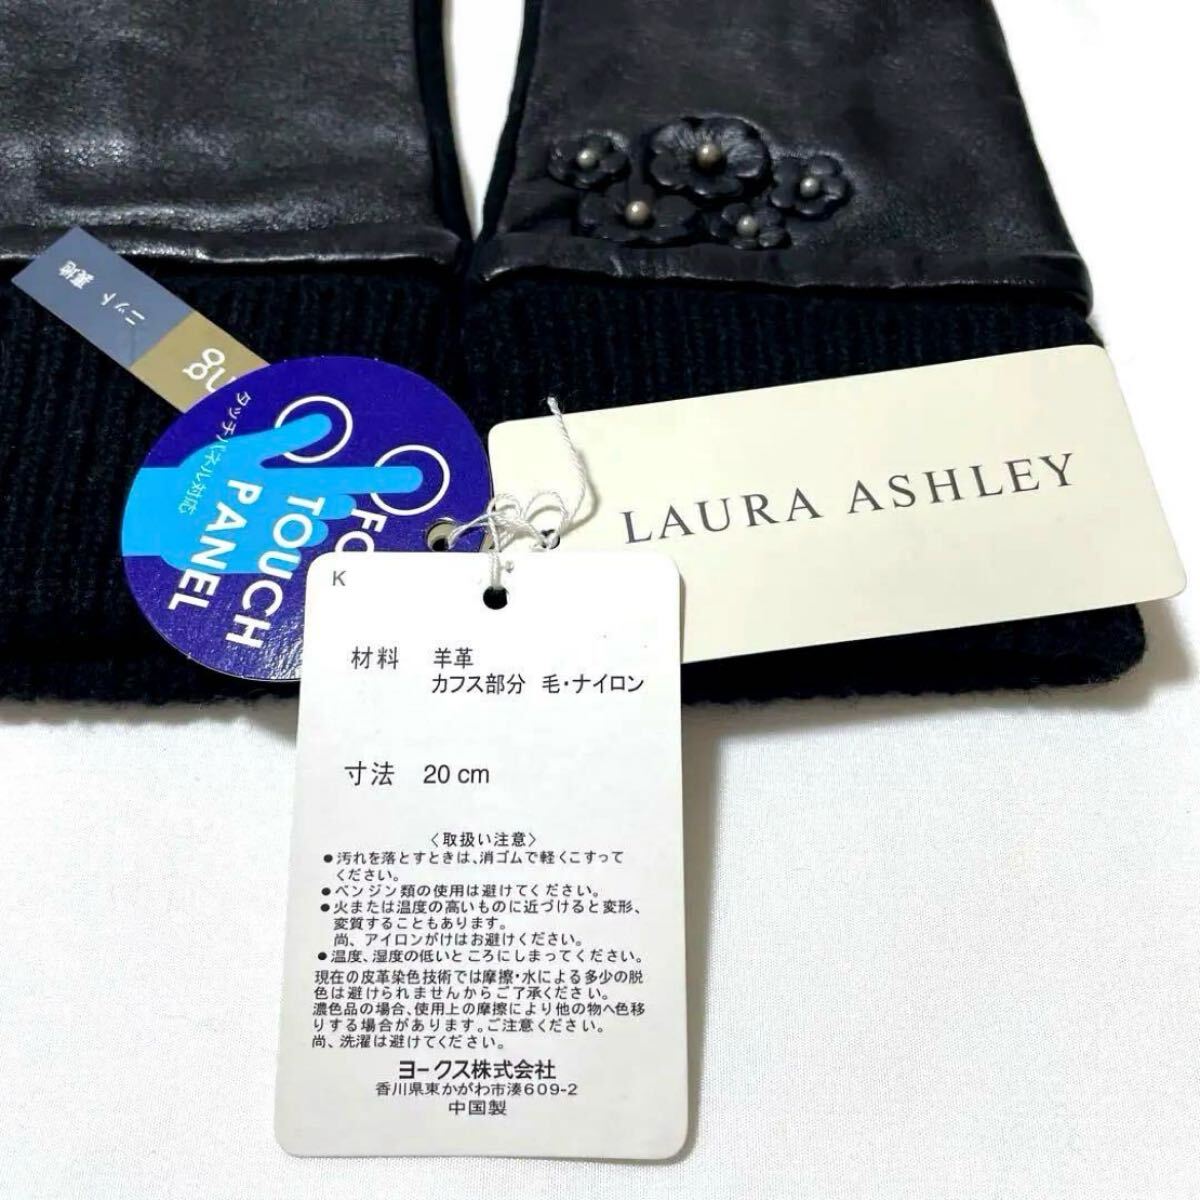 ニット 裏地
ng
タッチパネル対応
FO
TOUCH
PANEL
LAURA ASHLEY
K
材料 羊革
カフス部分 毛・ナイロン
寸法 20 cm
〈取扱い注意〉
●汚れを落とすときは、消ゴムで軽くこすって
ください。
●ベンジン類の使用は避けてください。
●火または温度の高いものに近づけると変形、
変質することもあります。
尚、アイロンがけはお避けください。
●温度、湿度の低いところにしまってください。
現在の皮革染色技術では摩擦・水による多少の脱
色は避けられませんからご了承ください。
濃色品の場合、使用上の摩擦により他の物へ色移
りする場合があります。ご注意ください。
尚、洗濯は避けてください。
ヨークス株式会社
香川県東かがわ市湊609-2
中国製